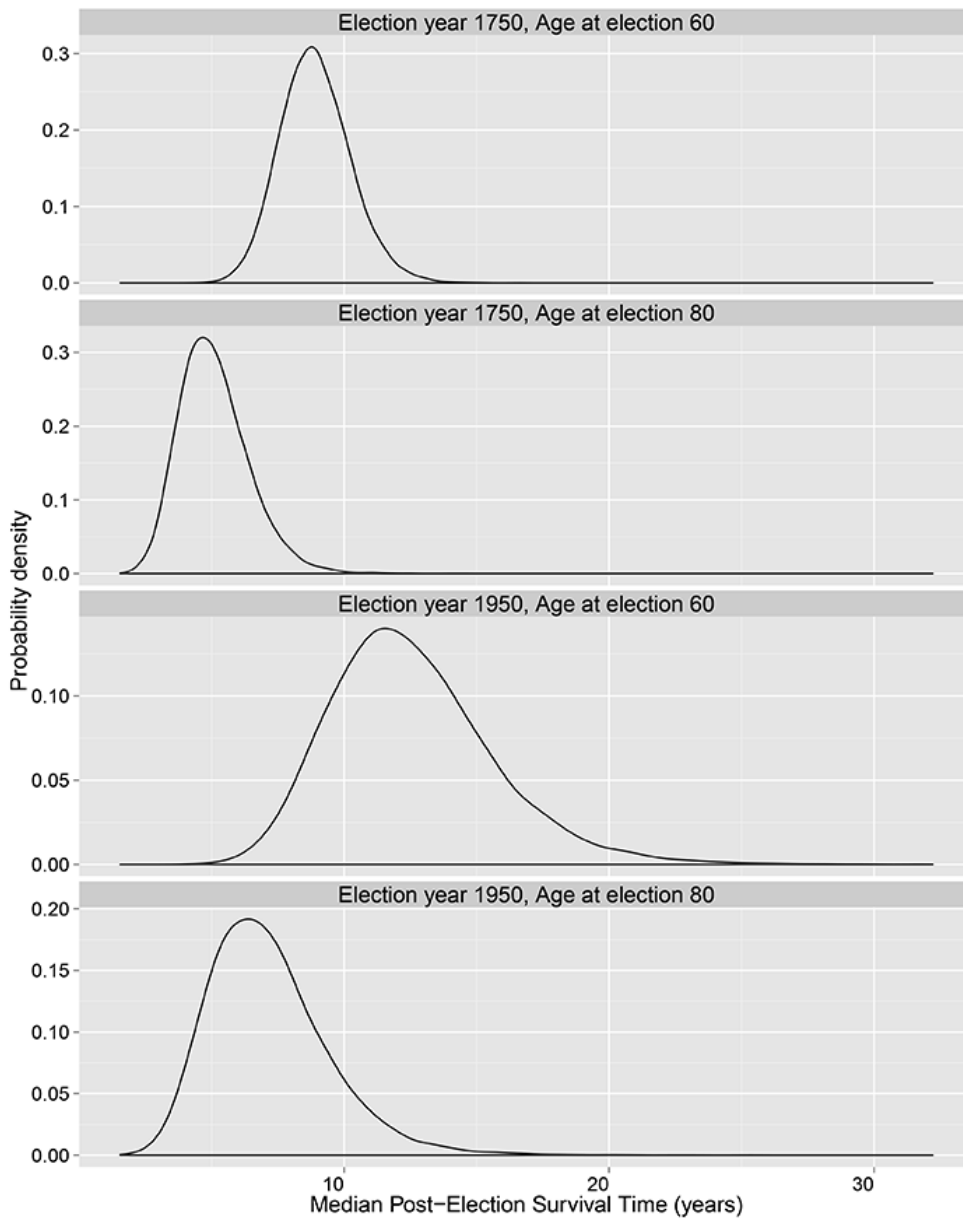 Election year 1750, Age at election 60
0.3
0.2
0.1
0.0
Election year 1750, Age at election 80
0.3
0.2
0.1
0.0
Probability density
Election year 1950, Age at election 60
0.10
0.05
0.00
Election year 1950, Age at election 80
0.20
0.15
0.10
0.05
0.00
10 20 30
Median Post−Election Survival Time (years)